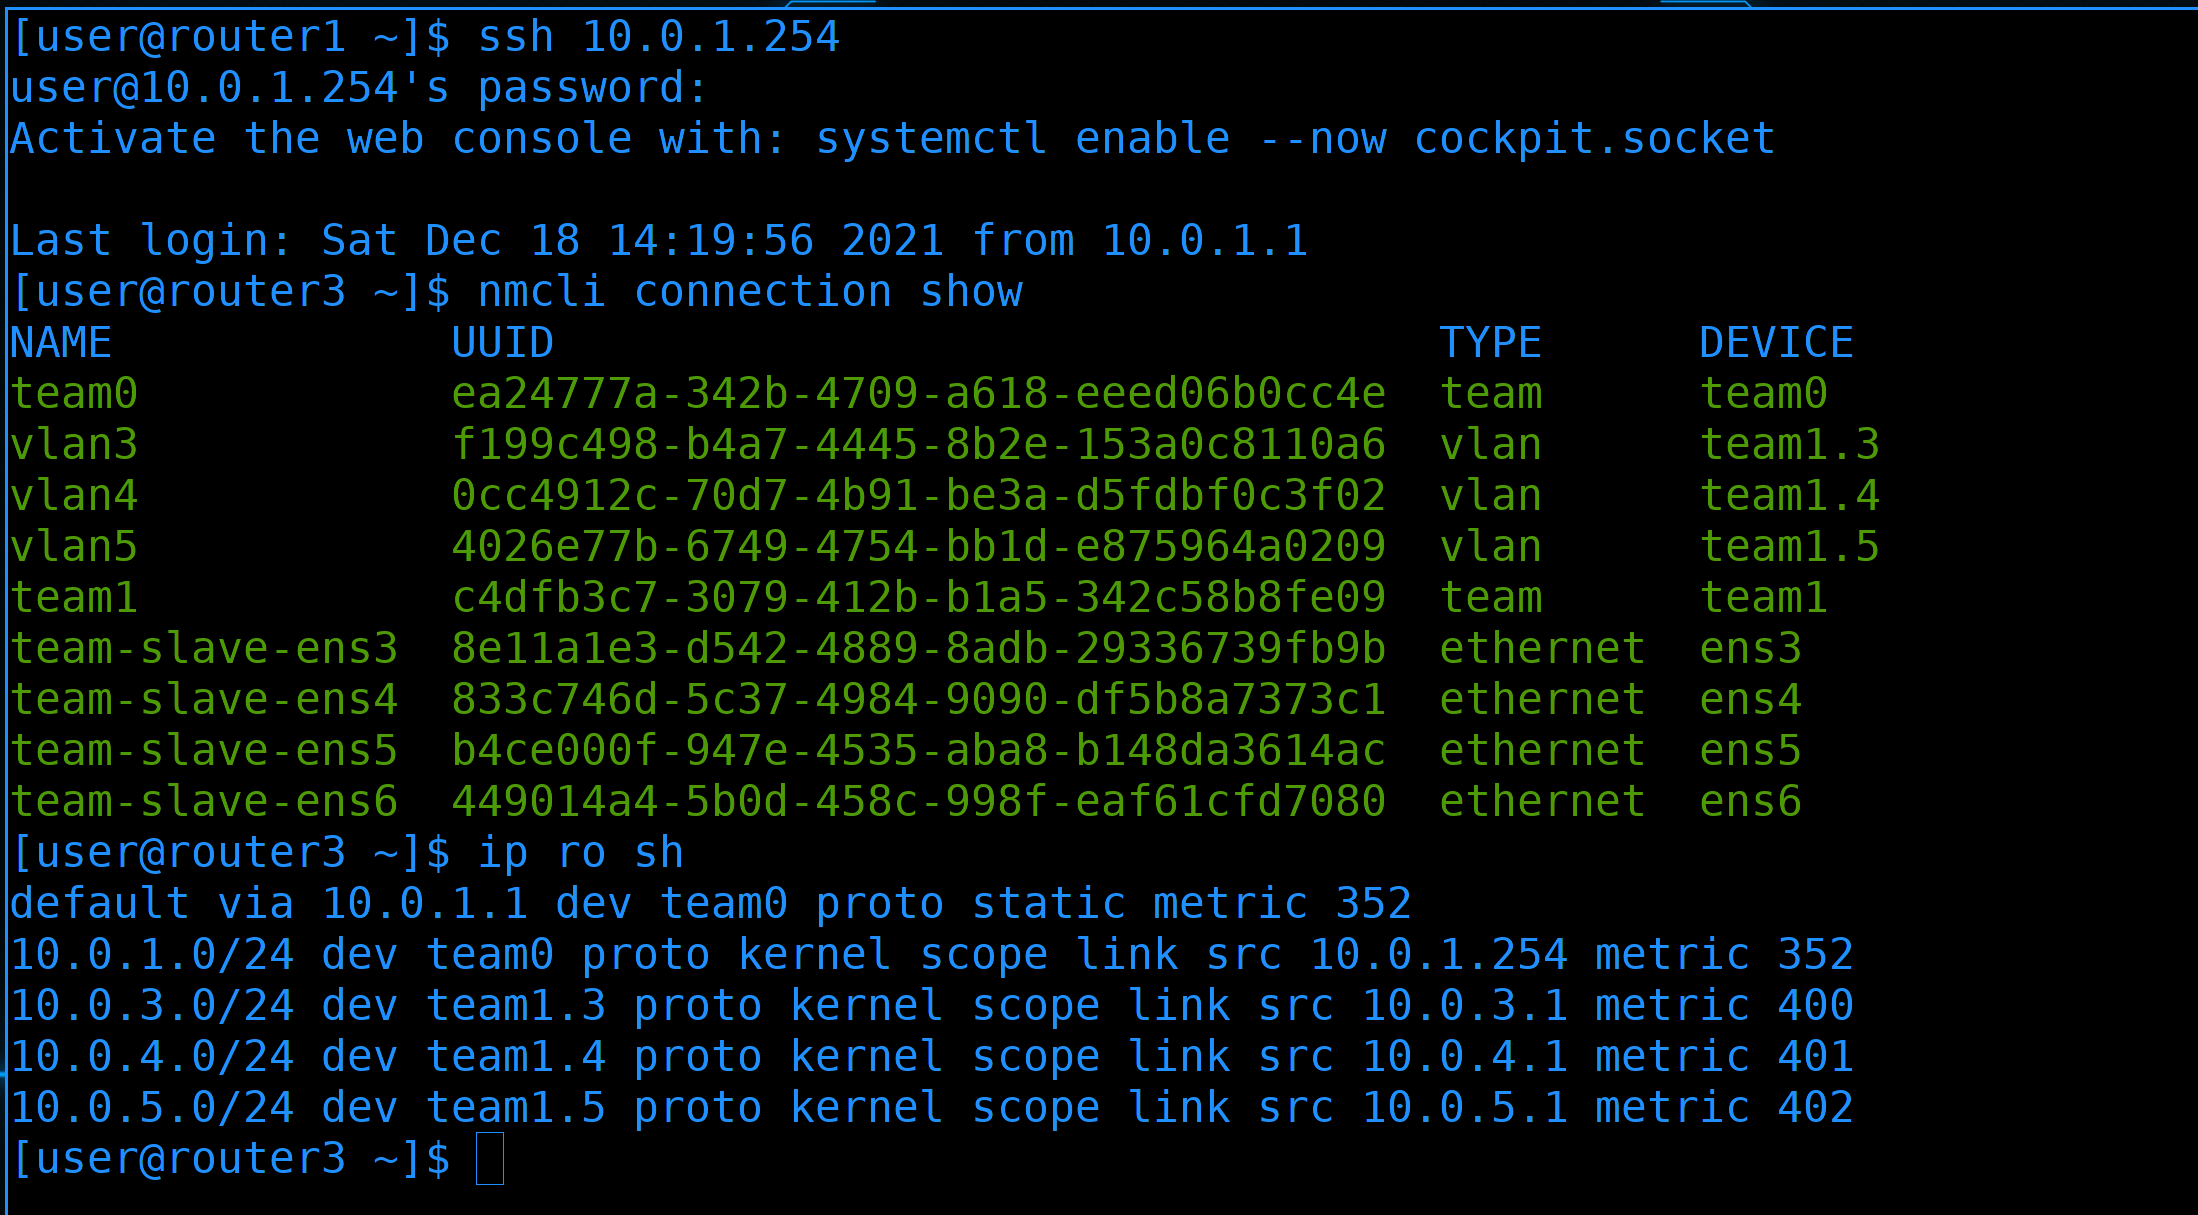 [user@router1 ~]$ ssh 10.0.1.254
user@10.0.1.254's password:
Activate the web console with: systemctl enable --now cockpit.socket
Last login: Sat Dec 18 14:19:56 2021 from 10.0.1.1
[user@router3 ~]$ nmcli connection show
NAME             UUID                                  TYPE      DEVICE
team0            ea24777a-342b-4709-a618-eeed06b0cc4e  team      team0
vlan3            f199c498-b4a7-4445-8b2e-153a0c8110a6  vlan      team1.3
vlan4            0cc4912c-70d7-4b91-be3a-d5fdbf0c3f02  vlan      team1.4
vlan5            4026e77b-6749-4754-bb1d-e875964a0209  vlan      team1.5
team1            c4dfb3c7-3079-412b-b1a5-342c58b8fe09  team      team1
team-slave-ens3  8e11a1e3-d542-4889-8adb-29336739fb9b  ethernet  ens3
team-slave-ens4  833c746d-5c37-4984-9090-df5b8a7373c1  ethernet  ens4
team-slave-ens5  b4ce000f-947e-4535-aba8-b148da3614ac  ethernet  ens5
team-slave-ens6  449014a4-5b0d-458c-998f-eaf61cfd7080  ethernet  ens6
[user@router3 ~]$ ip ro sh
default via 10.0.1.1 dev team0 proto static metric 352
10.0.1.0/24 dev team0 proto kernel scope link src 10.0.1.254 metric 352
10.0.3.0/24 dev team1.3 proto kernel scope link src 10.0.3.1 metric 400
10.0.4.0/24 dev team1.4 proto kernel scope link src 10.0.4.1 metric 401
10.0.5.0/24 dev team1.5 proto kernel scope link src 10.0.5.1 metric 402
[user@router3 ~]$